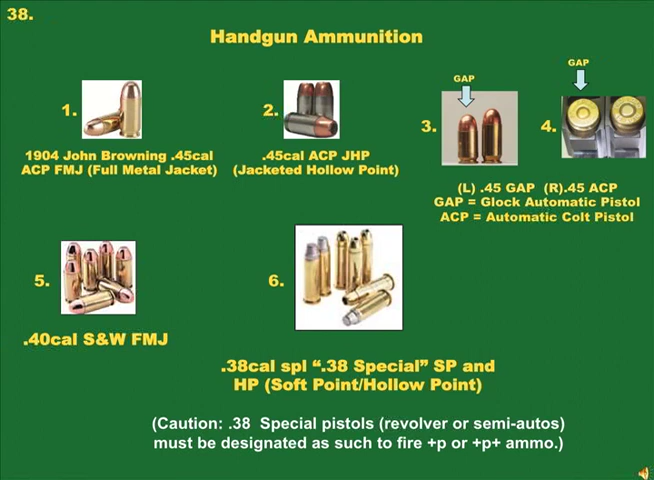 38.
Handgun Ammunition
1.
1904 John Browning .45cal
ACP FMJ (Full Metal Jacket)
2.
.45cal ACP JHP
(Jacketed Hollow Point)
GAP
3.
GAP
4.
(L) .45 GAP (R).45 ACP
GAP = Glock Automatic Pistol
ACP = Automatic Colt Pistol
5.
.40cal S&W FMJ
6.
.38cal spl “.38 Special” SP and
HP (Soft Point/Hollow Point)
(Caution: .38 Special pistols (revolver or semi-autos)
must be designated as such to fire +p or +p+ ammo.)